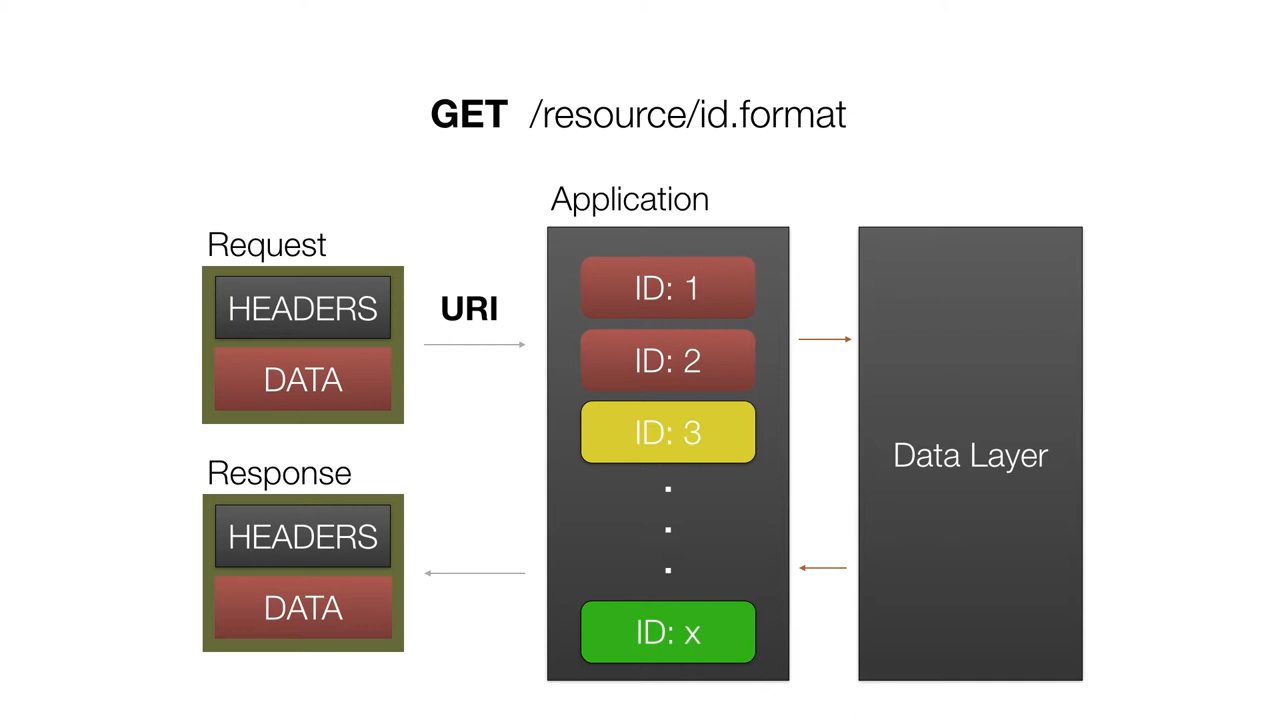 GET /resource/id.format
Application
Request
HEADERS
DATA
URI
ID: 1
ID: 2
ID: 3
ID: x
Data Layer
Response
HEADERS
DATA